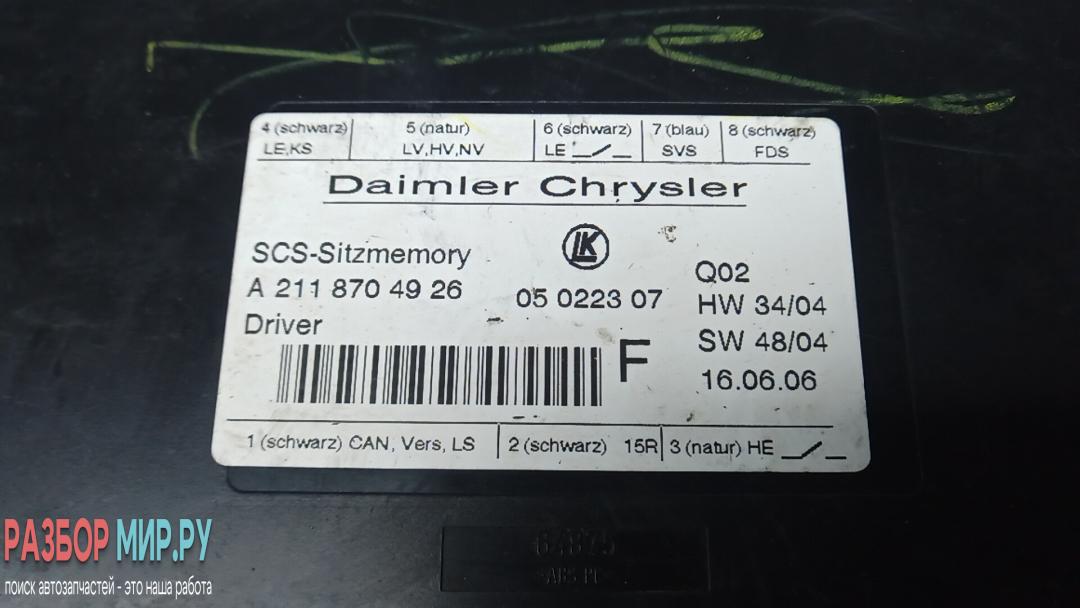 4 (schwarz) 5 (natur) 6 (schwarz) 7 (blau) 8 (schwarz)
LE,KS LV,HV,NV LE SVS FDS
Daimler Chrysler
LK
SCS-Sitzmemory
A 211 870 49 26 05 0223 07
Driver
Q02
HW 34/04
SW 48/04
F 16.06.06
1 (schwarz) CAN, Vers, LS 2 (schwarz) 15R 3 (natur) HE
РАЗБОР МИР.РУ
поиск автозапчастей - это наша работа